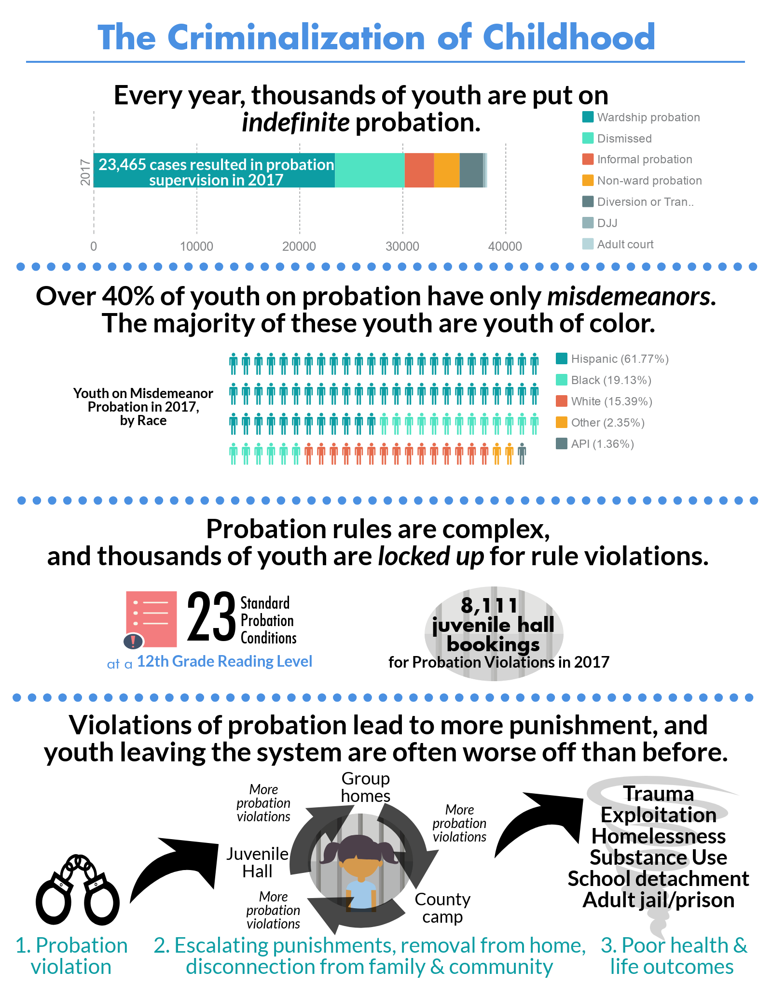 The Criminalization of Childhood
Every year, thousands of youth are put on
indefinite probation.
Wardship probation
Dismissed
Informal probation
Non-ward probation
Diversion or Tran..
DJJ
Adult court
2017
23,465 cases resulted in probation
supervision in 2017
0 10000 20000 30000 40000
Over 40% of youth on probation have only misdemeanors.
The majority of these youth are youth of color.
Youth on Misdemeanor
Probation in 2017,
by Race
Hispanic (61.77%)
Black (19.13%)
White (15.39%)
Other (2.35%)
API (1.36%)
Probation rules are complex,
and thousands of youth are locked up for rule violations.
23 Standard
Probation
Conditions
at a 12th Grade Reading Level
8,111
juvenile hall
bookings
for Probation Violations in 2017
Violations of probation lead to more punishment, and
youth leaving the system are often worse off than before.
Group
homes
More
probation
violations
More
probation
violations
Juvenile
Hall
More
probation
violations
County
camp
Trauma
Exploitation
Homelessness
Substance Use
School detachment
Adult jail/prison
1. Probation
violation
2. Escalating punishments, removal from home,
disconnection from family & community
3. Poor health &
life outcomes